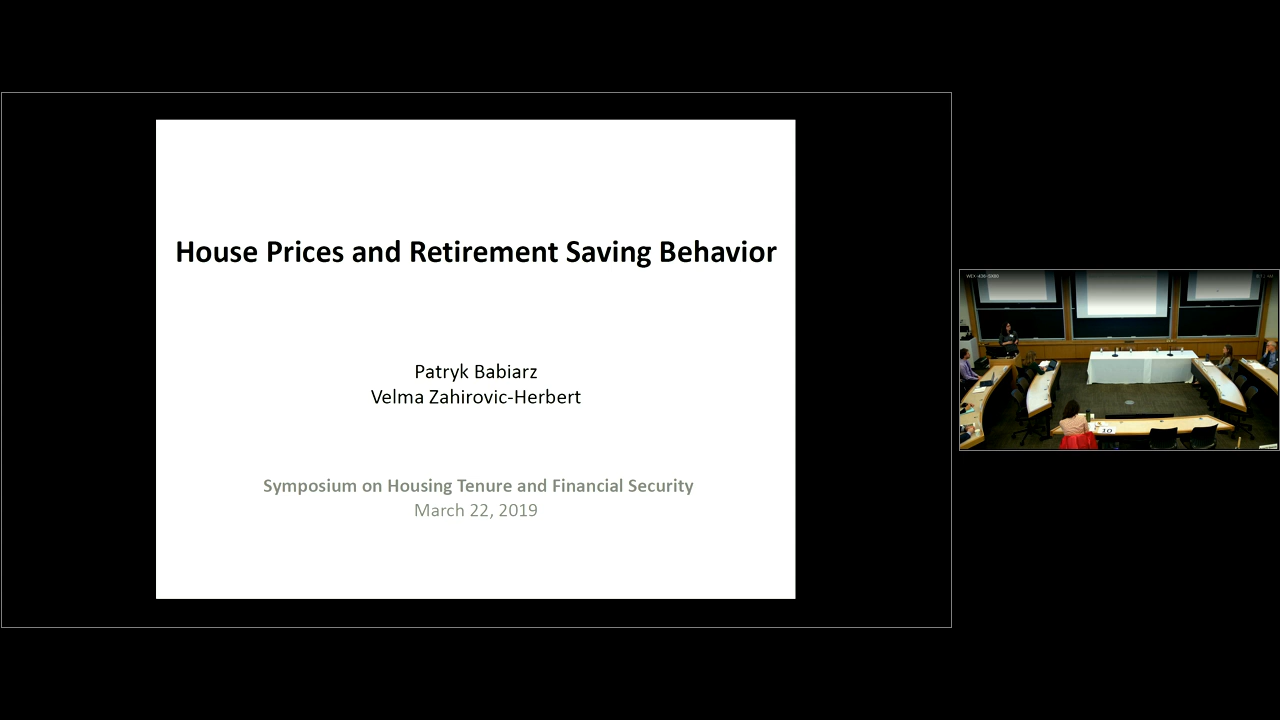 House Prices and Retirement Saving Behavior
Patryk Babiarz
Velma Zahirovic-Herbert
Symposium on Housing Tenure and Financial Security
March 22, 2019
10